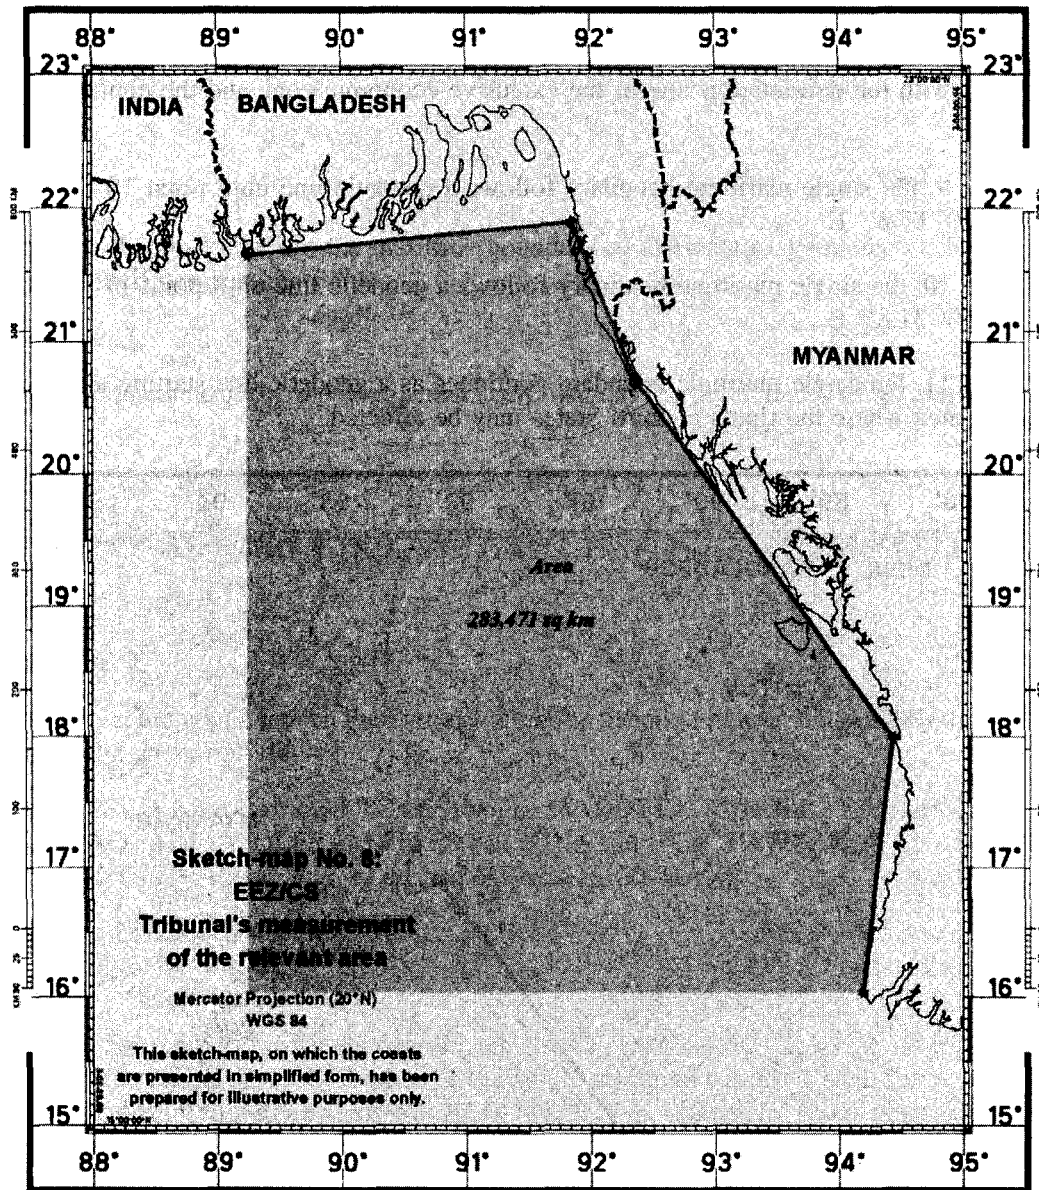 88° 89° 90° 91° 92° 93° 94° 95°
23° 23°
INDIA BANGLADESH
22° 22°
21° 21°
MYANMAR
20° 20°
Area
19° 19°
283,471 sq km
18° 18°
17° 17°
Sketch-map No. 8:
EEZ/CS
Tribunal's measurement
of the relevant area
16° 16°
Mercator Projection (20°N)
WGS 84
This sketch-map, on which the coasts
are presented in simplified form, has been
prepared for illustrative purposes only.
15° 15°
88° 89° 90° 91° 92° 93° 94° 95°